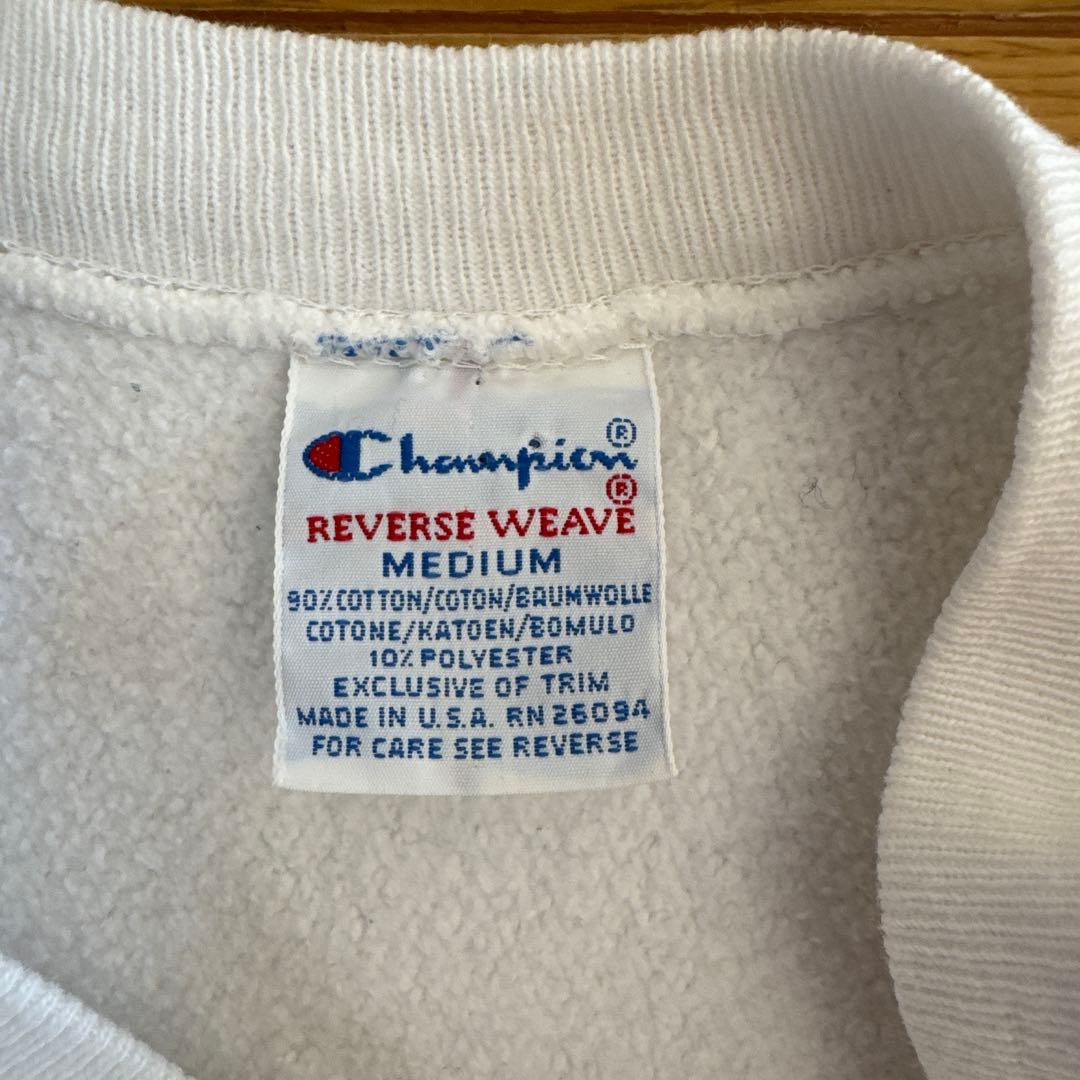 Champion®
REVERSE WEAVE®
MEDIUM
90% COTTON/COTON/BAUMWOLLE
COTONE/KATOEN/BOMULD
10% POLYESTER
EXCLUSIVE OF TRIM
MADE IN U.S.A. RN 26094
FOR CARE SEE REVERSE